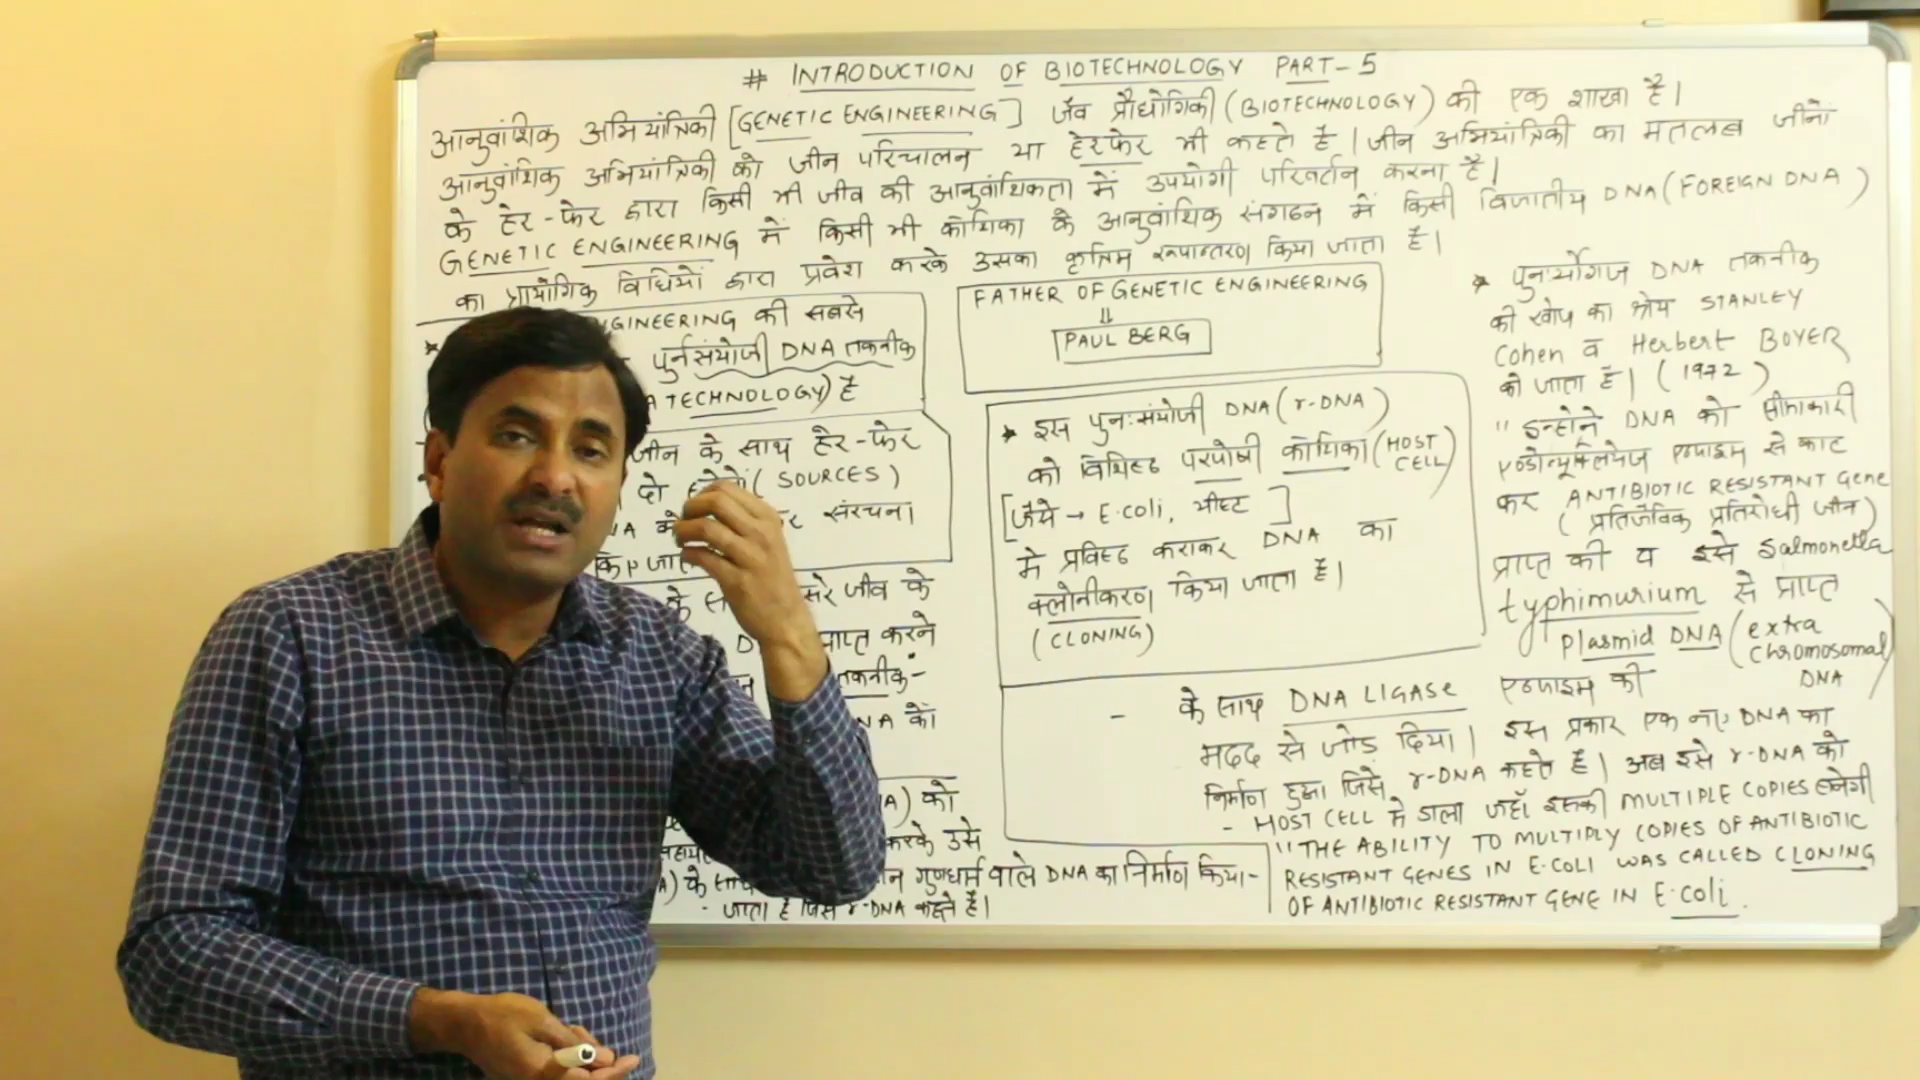 # INTRODUCTION OF BIOTECHNOLOGY PART-5
आनुवांशिक अभियांत्रिकी [GENETIC ENGINEERING] जैव प्रौद्योगिकी (BIOTECHNOLOGY) की एक शाखा है।
आनुवांशिक अभियांत्रिकी को जीन परिचालन या हेरफेर भी कहते है। जीन अभियांत्रिकी का मतलब जीनों
के हेर-फेर द्वारा किसी भी जीव की आनुवांशिकता में उपयोगी परिवर्तन करना है।
GENETIC ENGINEERING में किसी भी कोशिका के आनुवांशिक संगठन में किसी विजातीय DNA (FOREIGN DNA)
का प्रायोगिक विधियों द्वारा प्रवेश करके उसका कृत्रिम रूपान्तरण किया जाता है।
GINEERING की सबसे
पुर्नसंयोजी DNA तकनीक
A TECHNOLOGY) है
जीन के साथ हेर-फेर
दो (SOURCES)
संरचना
जीव के
प्राप्त करने
तकनीक-
NA को
को
करके उसे
A) के गुणधर्म वाले DNA का निर्माण किया-
- जाता है जिसे r-DNA कहते है।
FATHER OF GENETIC ENGINEERING
⇓
PAUL BERG
* इस पुनःसंयोजी DNA (r-DNA)
को विशिष्ट परपोषी कोशिका (HOST CELL)
[जैसे → E.coli, यीस्ट]
मे प्रविष्ट कराकर DNA का
क्लोनीकरण किया जाता है।
(CLONING)
* पुनःर्योगज DNA तकनीक
की खोज का श्रेय STANLEY
Cohen व Herbert BOYER
को जाता है। (1972)
" इन्होने DNA को सीमाकारी
एंडोन्यूक्लियेज एन्जाइम से काट
कर ANTIBIOTIC RESISTANT GENE
(प्रतिजैविक प्रतिरोधी जीन)
प्राप्त की व इसे Salmonella
typhimurium से प्राप्त
plasmid DNA (extra chromosomal DNA)
- के साथ DNA LIGASE एन्जाइम की
मदद से जोड़ दिया। इस प्रकार एक नए DNA का
निर्माण हुआ जिसे r-DNA कहते है। अब इसे r-DNA को
- HOST CELL मे डाला जहाँ इसकी MULTIPLE COPIES बनेगी
"THE ABILITY TO MULTIPLY COPIES OF ANTIBIOTIC
RESISTANT GENES IN E.COLI WAS CALLED CLONING
OF ANTIBIOTIC RESISTANT GENE IN E.COLI.